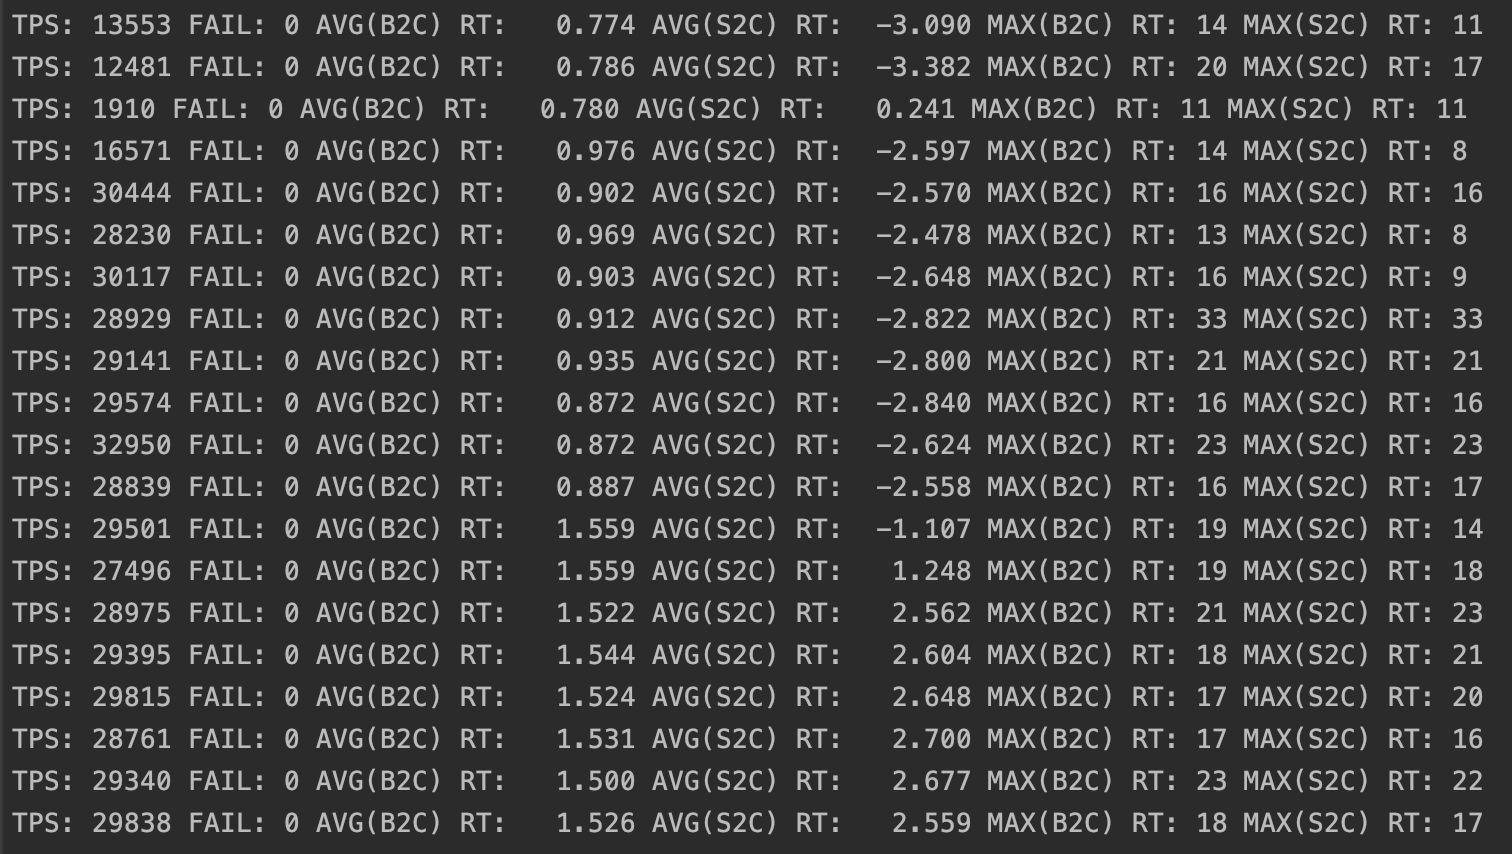 TPS: 13553 FAIL: 0 AVG(B2C) RT:   0.774 AVG(S2C) RT:  -3.090 MAX(B2C) RT: 14 MAX(S2C) RT: 11
TPS: 12481 FAIL: 0 AVG(B2C) RT:   0.786 AVG(S2C) RT:  -3.382 MAX(B2C) RT: 20 MAX(S2C) RT: 17
TPS: 1910 FAIL: 0 AVG(B2C) RT:   0.780 AVG(S2C) RT:   0.241 MAX(B2C) RT: 11 MAX(S2C) RT: 11
TPS: 16571 FAIL: 0 AVG(B2C) RT:   0.976 AVG(S2C) RT:  -2.597 MAX(B2C) RT: 14 MAX(S2C) RT: 8
TPS: 30444 FAIL: 0 AVG(B2C) RT:   0.902 AVG(S2C) RT:  -2.570 MAX(B2C) RT: 16 MAX(S2C) RT: 16
TPS: 28230 FAIL: 0 AVG(B2C) RT:   0.969 AVG(S2C) RT:  -2.478 MAX(B2C) RT: 13 MAX(S2C) RT: 8
TPS: 30117 FAIL: 0 AVG(B2C) RT:   0.903 AVG(S2C) RT:  -2.648 MAX(B2C) RT: 16 MAX(S2C) RT: 9
TPS: 28929 FAIL: 0 AVG(B2C) RT:   0.912 AVG(S2C) RT:  -2.822 MAX(B2C) RT: 33 MAX(S2C) RT: 33
TPS: 29141 FAIL: 0 AVG(B2C) RT:   0.935 AVG(S2C) RT:  -2.800 MAX(B2C) RT: 21 MAX(S2C) RT: 21
TPS: 29574 FAIL: 0 AVG(B2C) RT:   0.872 AVG(S2C) RT:  -2.840 MAX(B2C) RT: 16 MAX(S2C) RT: 16
TPS: 32950 FAIL: 0 AVG(B2C) RT:   0.872 AVG(S2C) RT:  -2.624 MAX(B2C) RT: 23 MAX(S2C) RT: 23
TPS: 28839 FAIL: 0 AVG(B2C) RT:   0.887 AVG(S2C) RT:  -2.558 MAX(B2C) RT: 16 MAX(S2C) RT: 17
TPS: 29501 FAIL: 0 AVG(B2C) RT:   1.559 AVG(S2C) RT:  -1.107 MAX(B2C) RT: 19 MAX(S2C) RT: 14
TPS: 27496 FAIL: 0 AVG(B2C) RT:   1.559 AVG(S2C) RT:   1.248 MAX(B2C) RT: 19 MAX(S2C) RT: 18
TPS: 28975 FAIL: 0 AVG(B2C) RT:   1.522 AVG(S2C) RT:   2.562 MAX(B2C) RT: 21 MAX(S2C) RT: 23
TPS: 29395 FAIL: 0 AVG(B2C) RT:   1.544 AVG(S2C) RT:   2.604 MAX(B2C) RT: 18 MAX(S2C) RT: 21
TPS: 29815 FAIL: 0 AVG(B2C) RT:   1.524 AVG(S2C) RT:   2.648 MAX(B2C) RT: 17 MAX(S2C) RT: 20
TPS: 28761 FAIL: 0 AVG(B2C) RT:   1.531 AVG(S2C) RT:   2.700 MAX(B2C) RT: 17 MAX(S2C) RT: 16
TPS: 29340 FAIL: 0 AVG(B2C) RT:   1.500 AVG(S2C) RT:   2.677 MAX(B2C) RT: 23 MAX(S2C) RT: 22
TPS: 29838 FAIL: 0 AVG(B2C) RT:   1.526 AVG(S2C) RT:   2.559 MAX(B2C) RT: 18 MAX(S2C) RT: 17